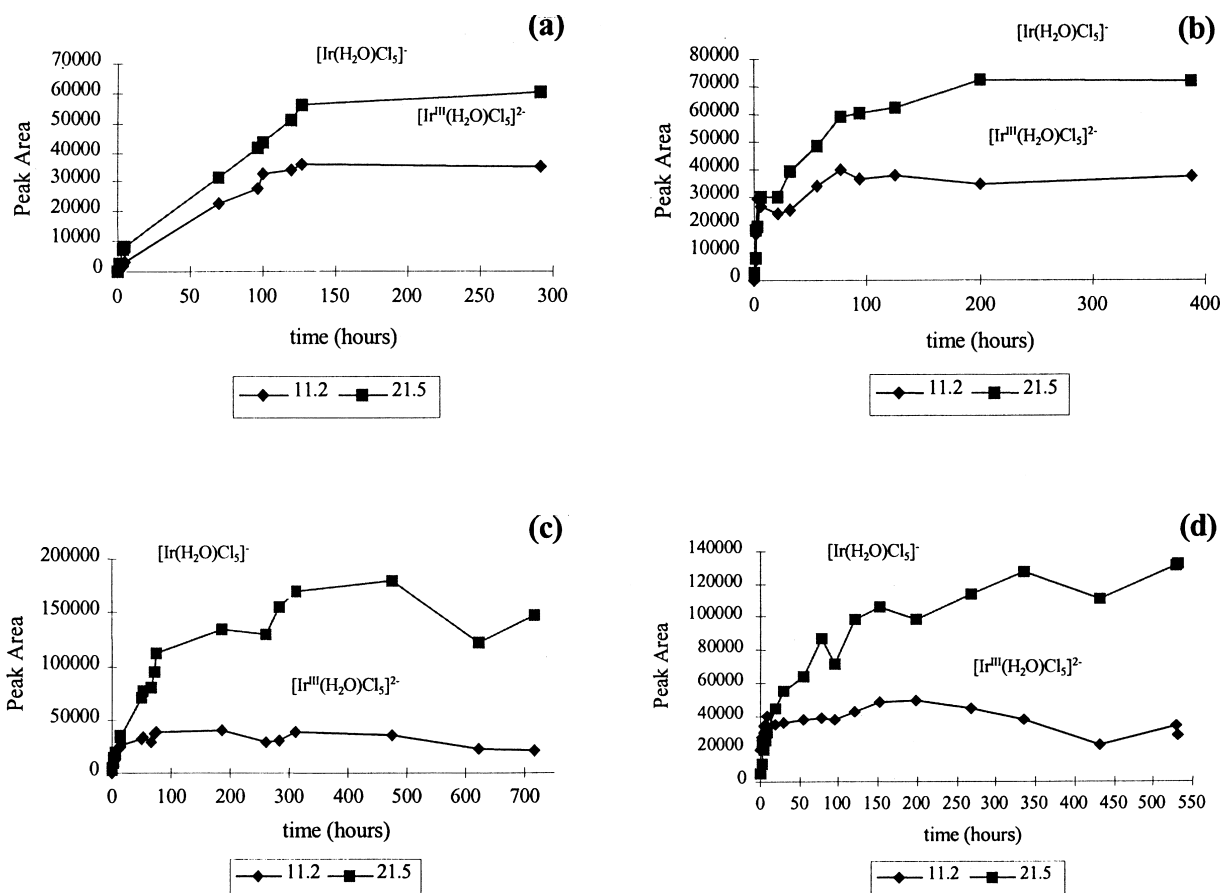 (a)
[Ir(H₂O)Cl₅]⁻
[Irᴵᴵᴵ(H₂O)Cl₅]²⁻
Peak Area
70000
60000
50000
40000
30000
20000
10000
0
0 50 100 150 200 250 300
time (hours)
11.2 21.5
(b)
[Ir(H₂O)Cl₅]⁻
[Irᴵᴵᴵ(H₂O)Cl₅]²⁻
Peak Area
80000
70000
60000
50000
40000
30000
20000
10000
0
0 100 200 300 400
time (hours)
11.2 21.5
(c)
[Ir(H₂O)Cl₅]⁻
[Irᴵᴵᴵ(H₂O)Cl₅]²⁻
Peak Area
200000
150000
100000
50000
0
0 100 200 300 400 500 600 700
time (hours)
11.2 21.5
(d)
[Ir(H₂O)Cl₅]⁻
[Irᴵᴵᴵ(H₂O)Cl₅]²⁻
Peak Area
140000
120000
100000
80000
60000
40000
20000
0
0 50 100 150 200 250 300 350 400 450 500 550
time (hours)
11.2 21.5